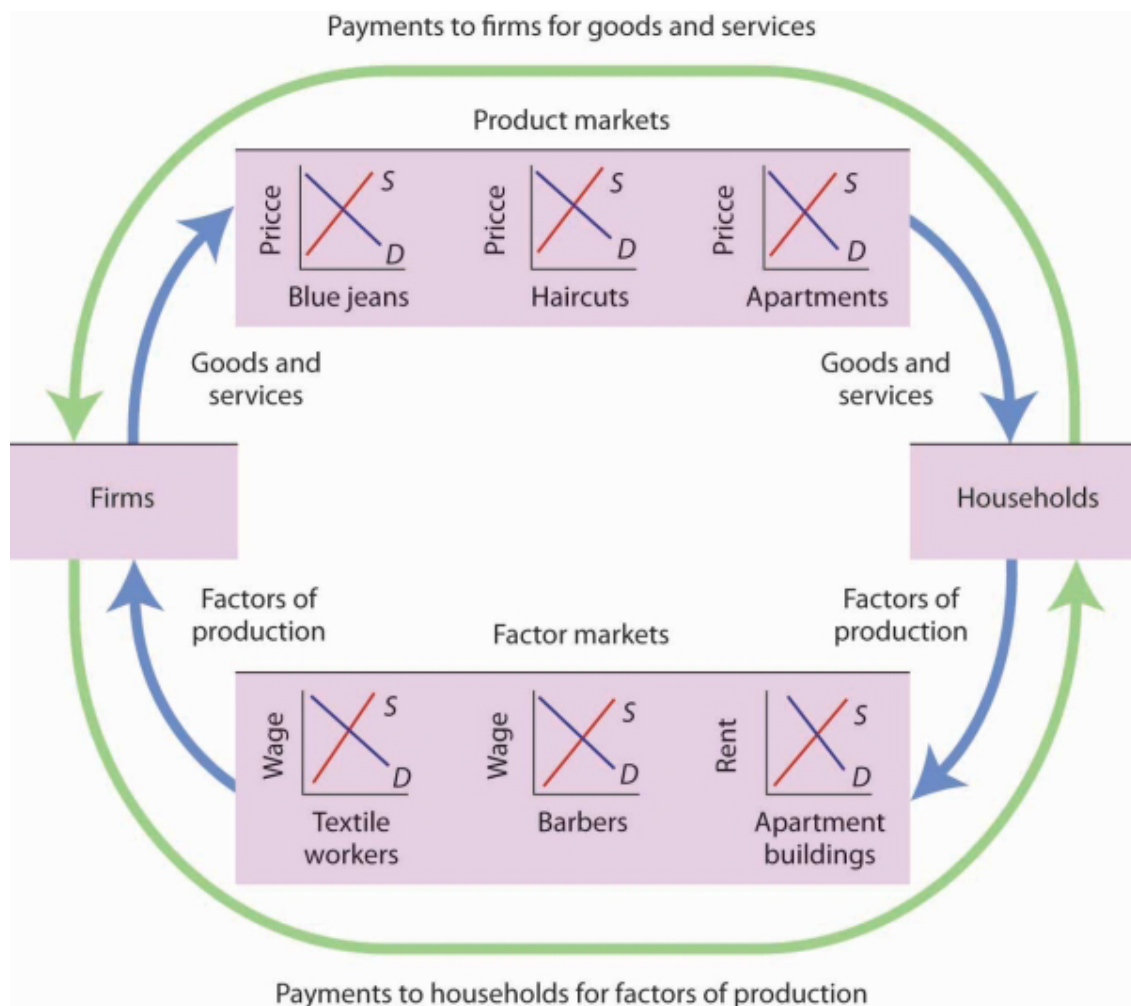 Payments to firms for goods and services
Product markets
Pricce
S
D
Blue jeans
Pricce
S
D
Haircuts
Pricce
S
D
Apartments
Goods and
services
Goods and
services
Firms
Households
Factors of
production
Factors of
production
Factor markets
Wage
S
D
Textile
workers
Wage
S
D
Barbers
Rent
S
D
Apartment
buildings
Payments to households for factors of production